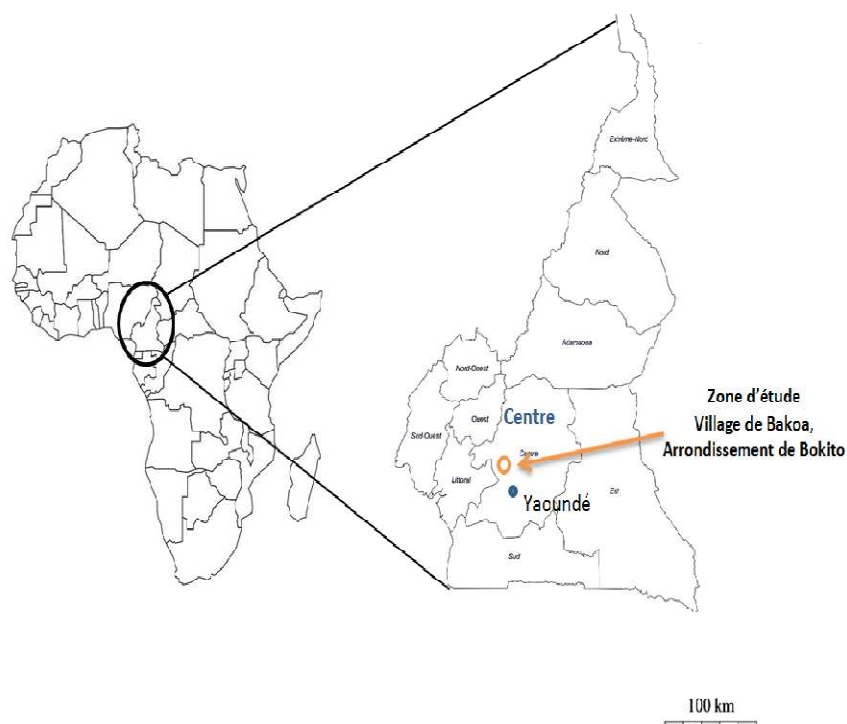 Extrême-Nord
Nord
Adamaoua
Nord-Ouest
Ouest
Centre
Sud-Ouest
Centre
Littoral
Zone d'étude
Village de Bakoa,
Arrondissement de Bokito
Est
Yaoundé
Sud
100 km